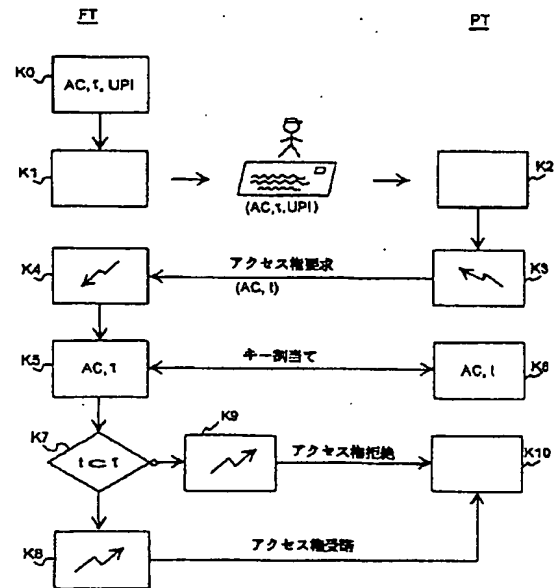 FT
PT
K0
AC, τ, UPI
K1
(AC,τ,UPI)
K2
K4
アクセス権要求
(AC, t)
K3
K5
AC, τ
キー割当て
AC, t
K6
K7
t ⊂ τ
K9
アクセス権拒絶
K10
K8
アクセス権受諾